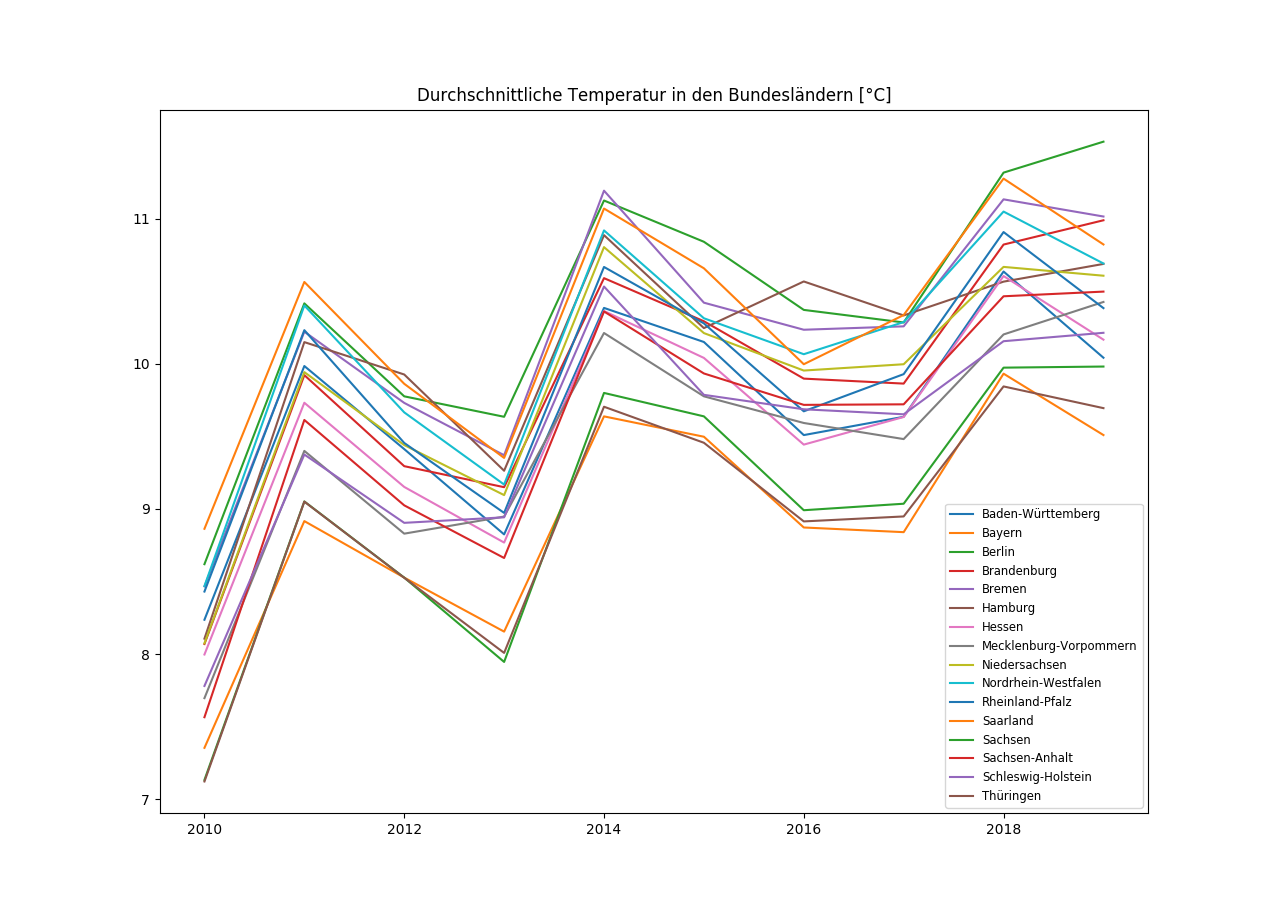 Durchschnittliche Temperatur in den Bundesländern [°C]
11
10
9
8
7
2010 2012 2014 2016 2018
Baden-Württemberg
Bayern
Berlin
Brandenburg
Bremen
Hamburg
Hessen
Mecklenburg-Vorpommern
Niedersachsen
Nordrhein-Westfalen
Rheinland-Pfalz
Saarland
Sachsen
Sachsen-Anhalt
Schleswig-Holstein
Thüringen